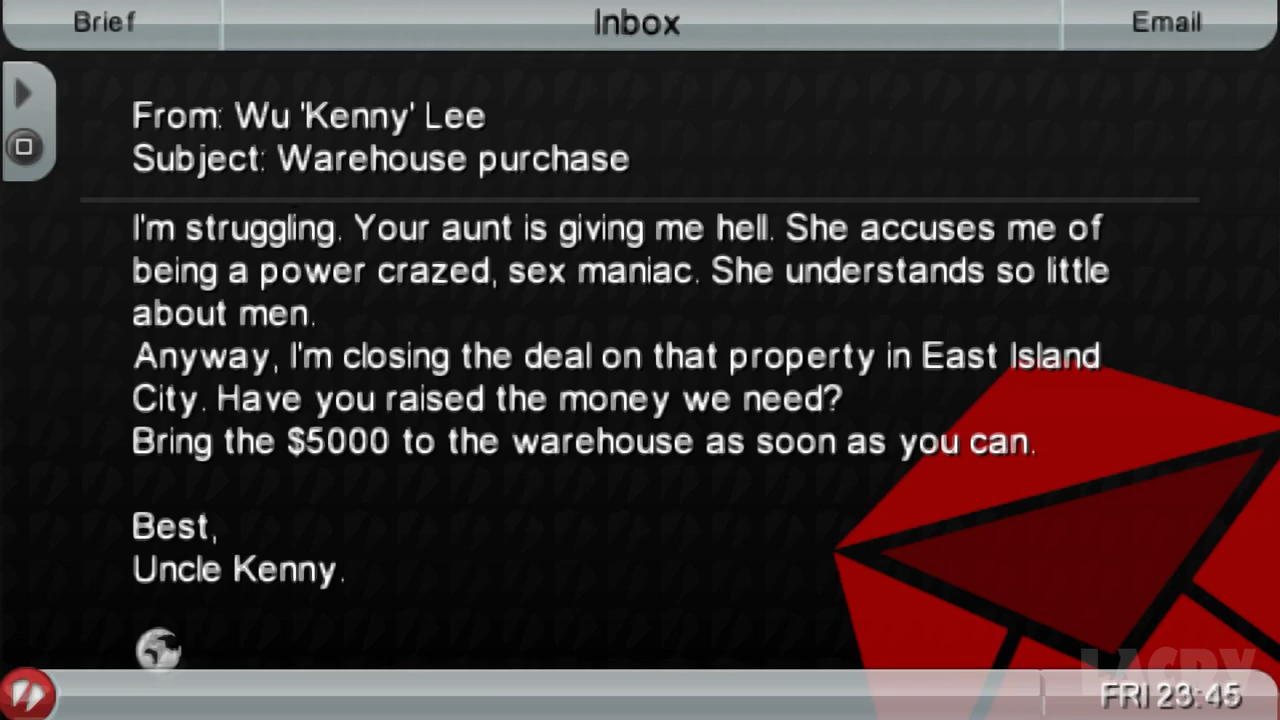 Brief
Inbox
Email
From: Wu 'Kenny' Lee
Subject: Warehouse purchase
I'm struggling. Your aunt is giving me hell. She accuses me of
being a power crazed, sex maniac. She understands so little
about men.
Anyway, I'm closing the deal on that property in East Island
City. Have you raised the money we need?
Bring the $5000 to the warehouse as soon as you can.
Best,
Uncle Kenny.
FRI 23:45